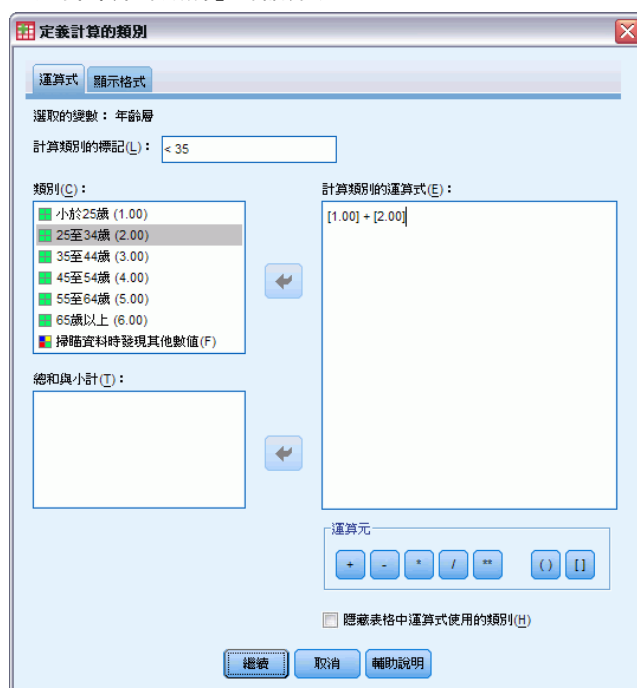 定義計算的類別
運算式 顯示格式
選取的變數：年齡層
計算類別的標記(L)： < 35
類別(C)：
小於25歲 (1.00)
25至34歲 (2.00)
35至44歲 (3.00)
45至54歲 (4.00)
55至64歲 (5.00)
65歲以上 (6.00)
掃瞄資料時發現其他數值(F)
總和與小計(T)：
計算類別的運算式(E)：
[1.00] + [2.00]
運算元
+ - * / ** ( ) [ ]
隱藏表格中運算式使用的類別(H)
繼續 取消 輔助說明